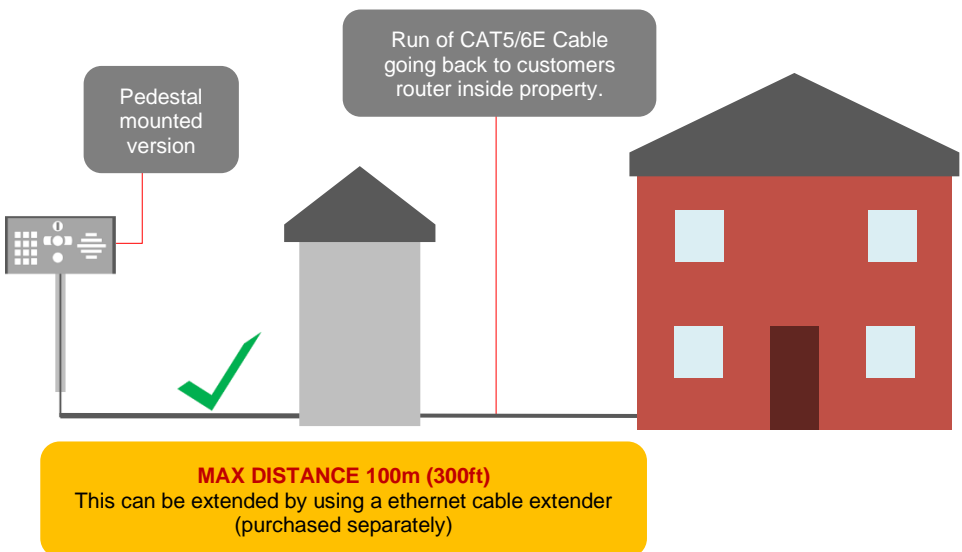 Run of CAT5/6E Cable
going back to customers
router inside property.
Pedestal
mounted
version
MAX DISTANCE 100m (300ft)
This can be extended by using a ethernet cable extender
(purchased separately)